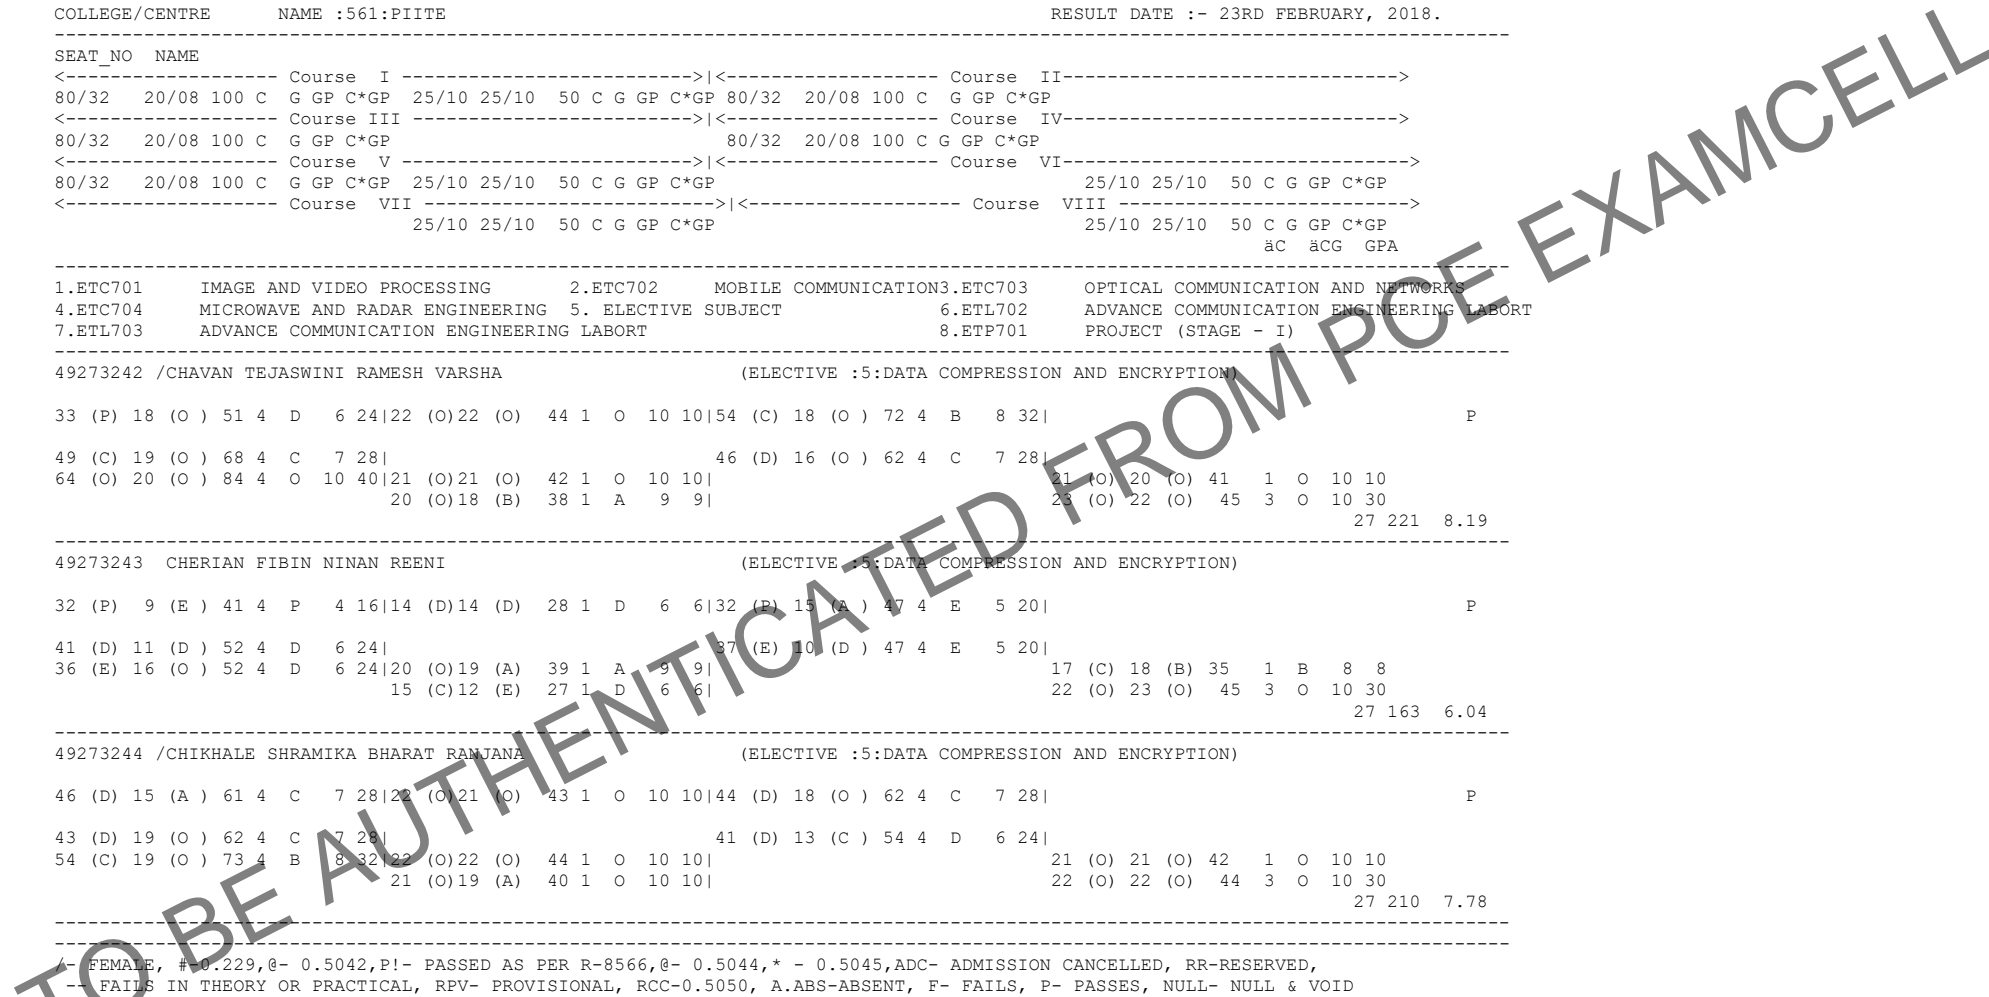 COLLEGE/CENTRE NAME :561:PIITE RESULT DATE :- 23RD FEBRUARY, 2018.
--------------------------------------------------------------------------------
SEAT_NO NAME
<------------------- Course I -------------------------->|<------------------- Course II------------------------------>
80/32 20/08 100 C G GP C*GP 25/10 25/10 50 C G GP C*GP 80/32 20/08 100 C G GP C*GP
<------------------- Course III ------------------------->|<------------------- Course IV------------------------------>
80/32 20/08 100 C G GP C*GP 80/32 20/08 100 C G GP C*GP
<------------------- Course V -------------------------->|<------------------- Course VI------------------------------->
80/32 20/08 100 C G GP C*GP 25/10 25/10 50 C G GP C*GP 25/10 25/10 50 C G GP C*GP
<------------------- Course VII -------------------------->|<------------------- Course VIII -------------------------->
25/10 25/10 50 C G GP C*GP 25/10 25/10 50 C G GP C*GP
äC äCG GPA
--------------------------------------------------------------------------------
1.ETC701 IMAGE AND VIDEO PROCESSING 2.ETC702 MOBILE COMMUNICATION3.ETC703 OPTICAL COMMUNICATION AND NETWORKS
4.ETC704 MICROWAVE AND RADAR ENGINEERING 5. ELECTIVE SUBJECT 6.ETL702 ADVANCE COMMUNICATION ENGINEERING LABORT
7.ETL703 ADVANCE COMMUNICATION ENGINEERING LABORT 8.ETP701 PROJECT (STAGE - I)
--------------------------------------------------------------------------------
49273242 /CHAVAN TEJASWINI RAMESH VARSHA (ELECTIVE :5:DATA COMPRESSION AND ENCRYPTION)
33 (P) 18 (O ) 51 4 D 6 24|22 (O)22 (O) 44 1 O 10 10|54 (C) 18 (O ) 72 4 B 8 32| P
49 (C) 19 (O ) 68 4 C 7 28| 46 (D) 16 (O ) 62 4 C 7 28|
64 (O) 20 (O ) 84 4 O 10 40|21 (O)21 (O) 42 1 O 10 10| 21 (O) 20 (O) 41 1 O 10 10
20 (O)18 (B) 38 1 A 9 9| 23 (O) 22 (O) 45 3 O 10 30
27 221 8.19
--------------------------------------------------------------------------------
49273243 CHERIAN FIBIN NINAN REENI (ELECTIVE :5:DATA COMPRESSION AND ENCRYPTION)
32 (P) 9 (E ) 41 4 P 4 16|14 (D)14 (D) 28 1 D 6 6|32 (P) 15 (A ) 47 4 E 5 20| P
41 (D) 11 (D ) 52 4 D 6 24| 37 (E) 10 (D ) 47 4 E 5 20|
36 (E) 16 (O ) 52 4 D 6 24|20 (O)19 (A) 39 1 A 9 9| 17 (C) 18 (B) 35 1 B 8 8
15 (C)12 (E) 27 1 D 6 6| 22 (O) 23 (O) 45 3 O 10 30
27 163 6.04
--------------------------------------------------------------------------------
49273244 /CHIKHALE SHRAMIKA BHARAT RANJANA (ELECTIVE :5:DATA COMPRESSION AND ENCRYPTION)
46 (D) 15 (A ) 61 4 C 7 28|22 (O)21 (O) 43 1 O 10 10|44 (D) 18 (O ) 62 4 C 7 28| P
43 (D) 19 (O ) 62 4 C 7 28| 41 (D) 13 (C ) 54 4 D 6 24|
54 (C) 19 (O ) 73 4 B 8 32|22 (O)22 (O) 44 1 O 10 10| 21 (O) 21 (O) 42 1 O 10 10
21 (O)19 (A) 40 1 O 10 10| 22 (O) 22 (O) 44 3 O 10 30
27 210 7.78
--------------------------------------------------------------------------------
--------------------------------------------------------------------------------
/- FEMALE, #-0.229,@- 0.5042,P!- PASSED AS PER R-8566,@- 0.5044,* - 0.5045,ADC- ADMISSION CANCELLED, RR-RESERVED,
-- FAILS IN THEORY OR PRACTICAL, RPV- PROVISIONAL, RCC-0.5050, A.ABS-ABSENT, F- FAILS, P- PASSES, NULL- NULL & VOID
TO BE AUTHENTICATED FROM PCE EXAMCELL